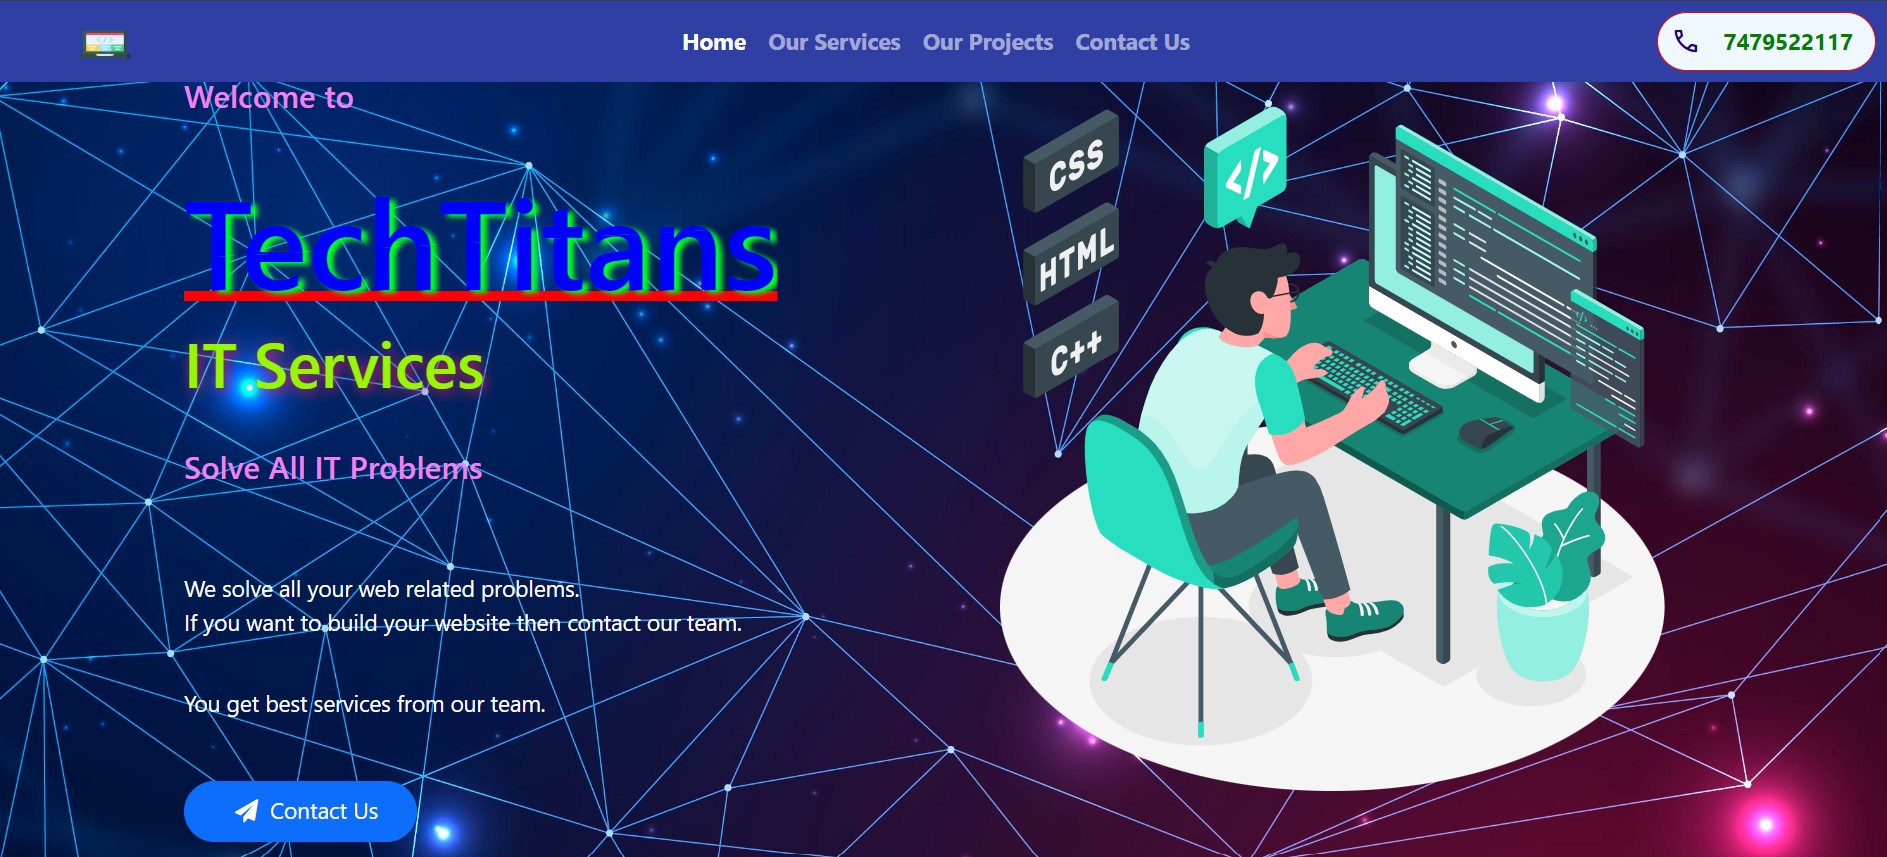 Home Our Services Our Projects Contact Us 7479522117
Welcome to
TechTitans
IT Services
Solve All IT Problems
We solve all your web related problems.
If you want to build your website then contact our team.
You get best services from our team.
Contact Us
CSS
HTML
C++
</>